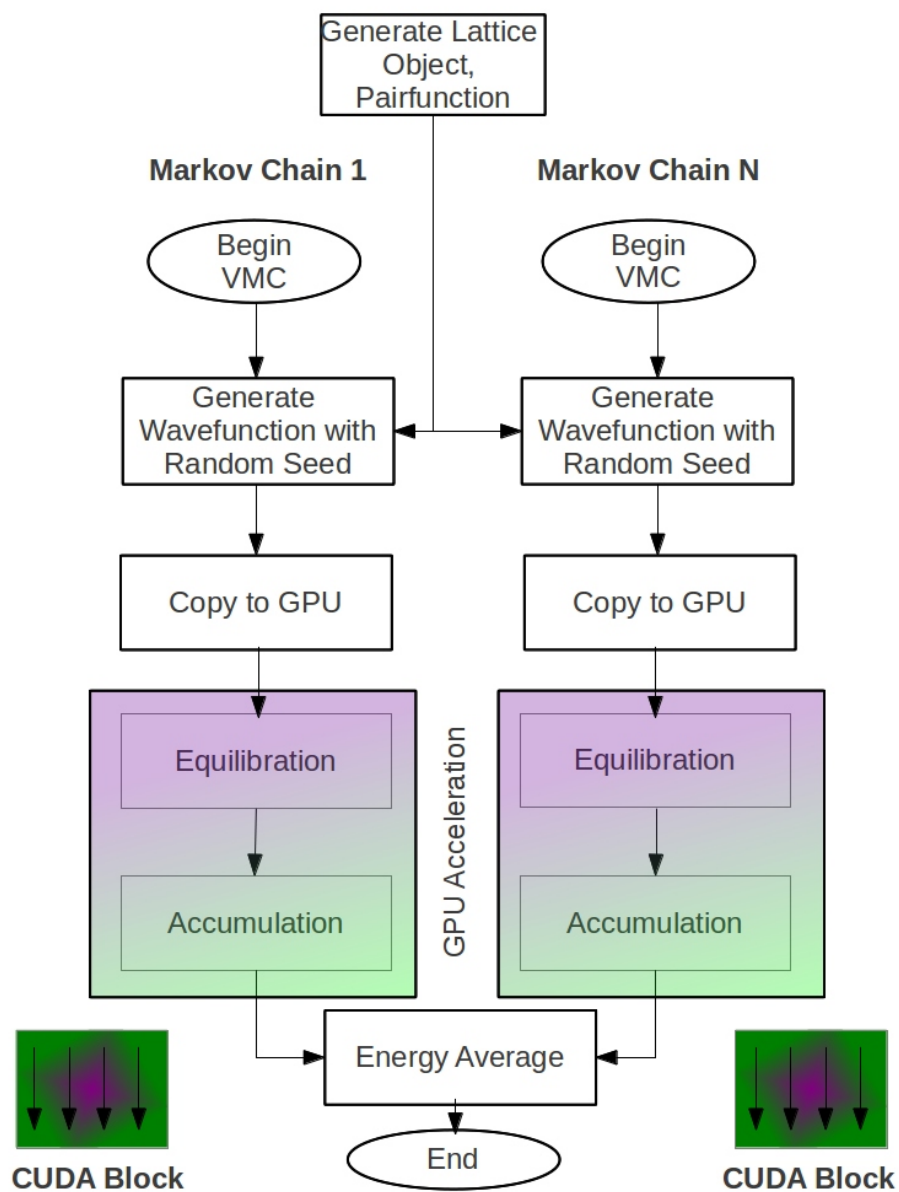 Generate Lattice
Object,
Pairfunction
Markov Chain 1
Markov Chain N
Begin
VMC
Begin
VMC
Generate
Wavefunction with
Random Seed
Generate
Wavefunction with
Random Seed
Copy to GPU
Copy to GPU
Equilibration
Equilibration
GPU Acceleration
Accumulation
Accumulation
Energy Average
End
CUDA Block
CUDA Block